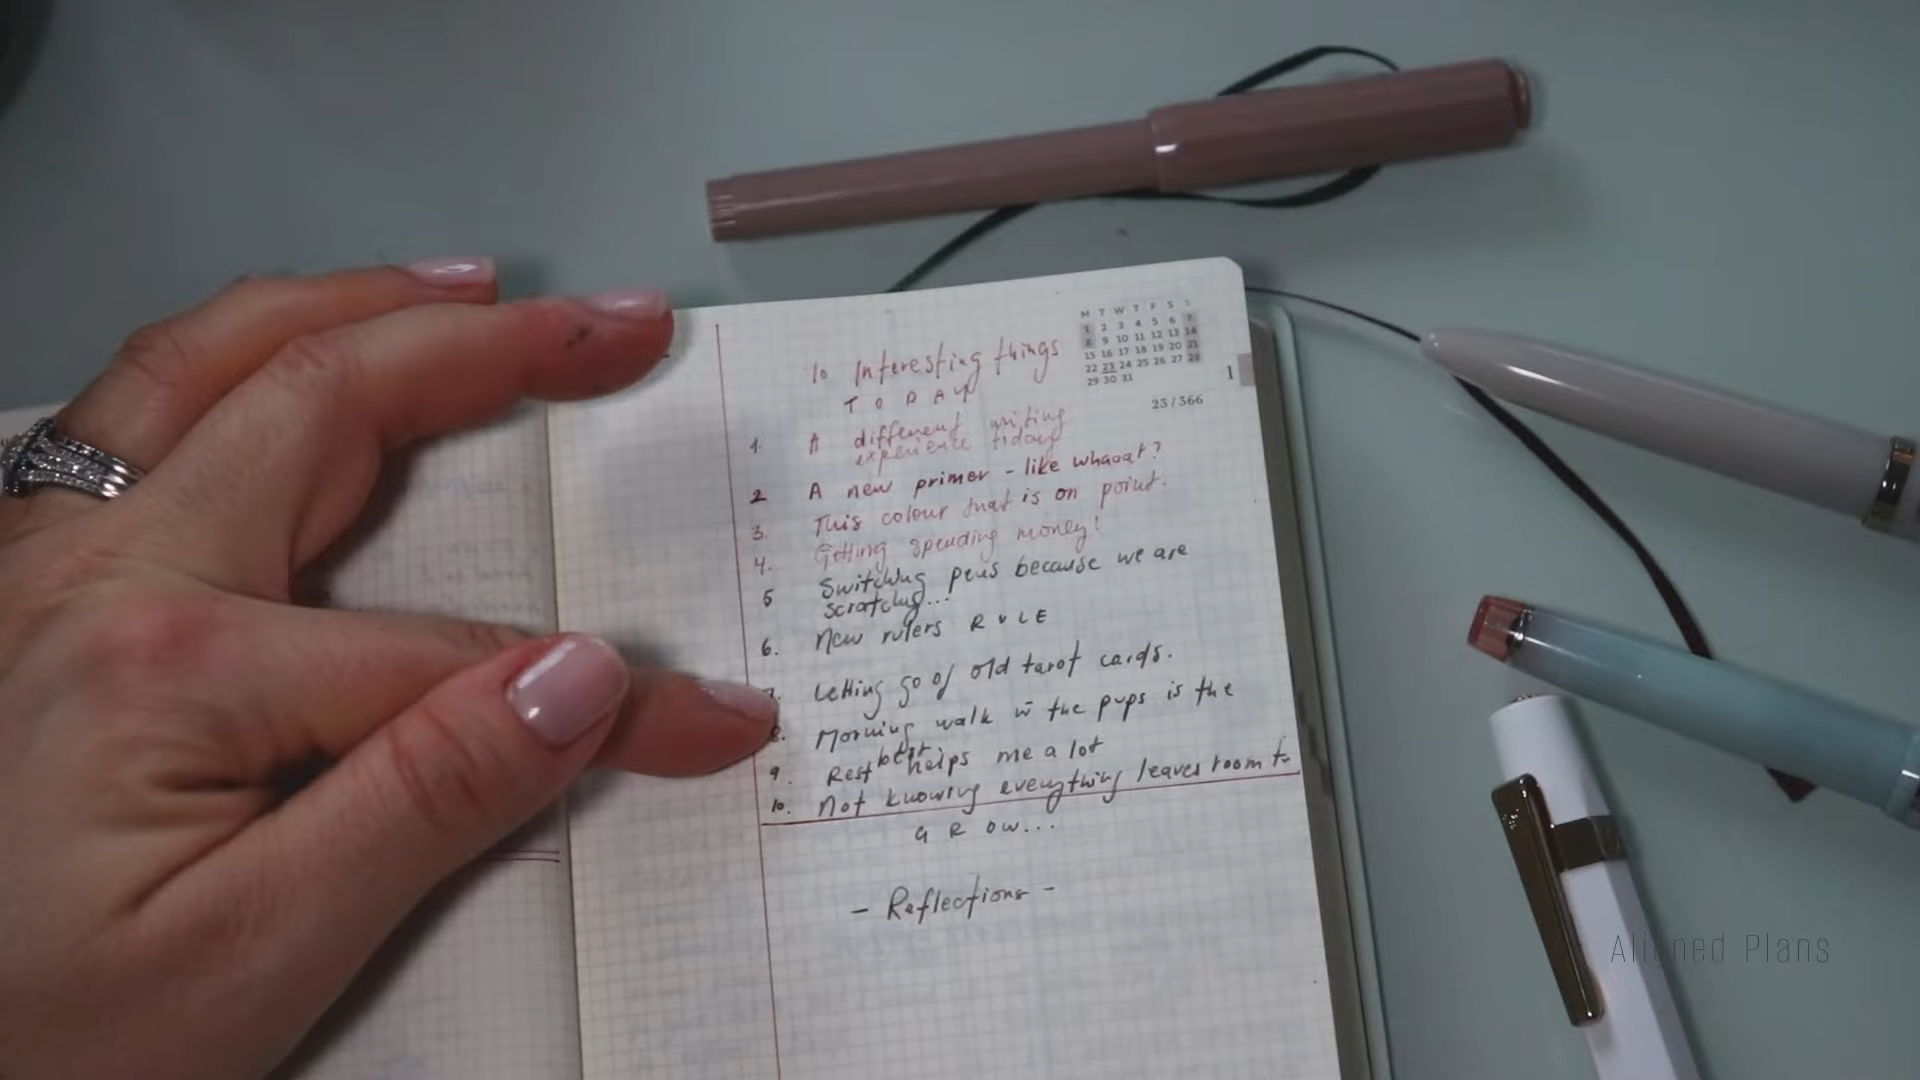 10 Interesting things
TODAY
M T W T F S S
1 2 3 4 5 6 7
8 9 10 11 12 13 14
15 16 17 18 19 20 21
22 23 24 25 26 27 28
29 30 31
1
23/366
1. A different writing
experience today
2 A new primer - like whaaat?
3. This colour that is on point.
4. Getting spending money!
5 Switching pens because we are
scratchy...
6. New rulers RULE
7. Letting go of old tarot cards.
8. Morning walk w̄ the pups is the
best
9. Rest helps me a lot
10. Not knowing everything leaves room to
GROW...
- Reflections -
Aligned Plans